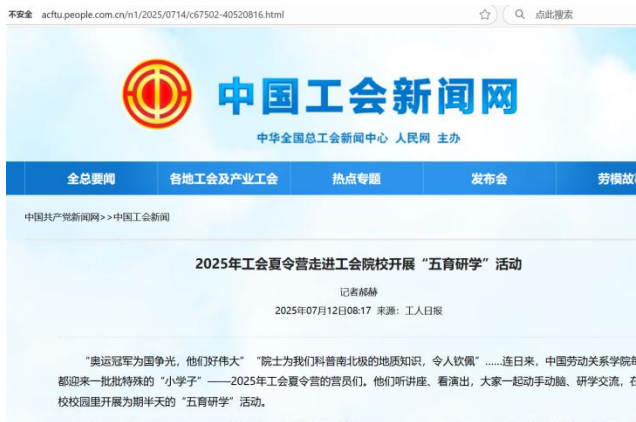 不安全 acftu.people.com.cn/n1/2025/0714/c67502-40520816.html 点此搜索
中国工会新闻网
中华全国总工会新闻中心 人民网 主办
全总要闻 各地工会及产业工会 热点专题 发布会 劳模故
中国共产党新闻网>>中国工会新闻
2025年工会夏令营走进工会院校开展“五育研学”活动
记者郝赫
2025年07月12日08:17 来源：工人日报
“奥运冠军为国争光，他们好伟大” “院士为我们科普南北极的地质知识，令人钦佩”……连日来，中国劳动关系学院每
都迎来一批批特殊的“小学子”——2025年工会夏令营的营员们。他们听讲座、看演出，大家一起动手动脑、研学交流，在
校校园里开展为期半天的“五育研学”活动。